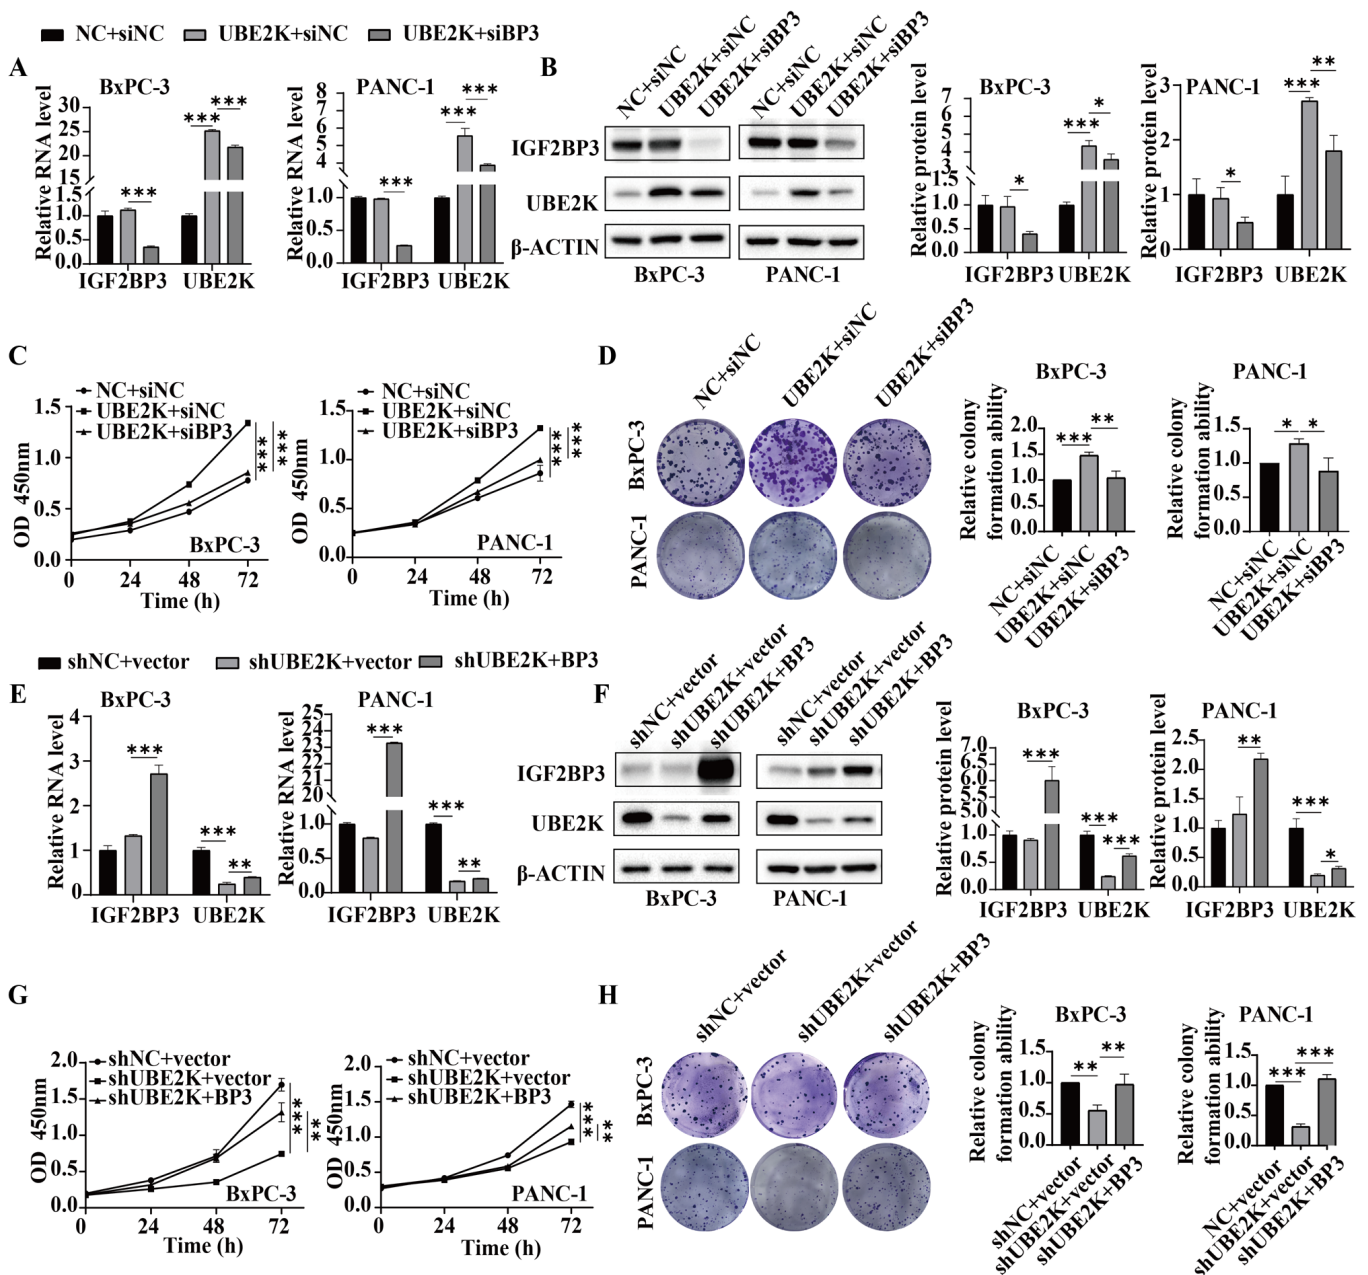 NC+siNC UBE2K+siNC UBE2K+siBP3
A
BxPC-3
Relative RNA level
30
25
20
15
1.5
1.0
0.5
0.0
***
***
***
IGF2BP3 UBE2K
PANC-1
Relative RNA level
8
6
4
1.0
0.5
0.0
***
***
***
IGF2BP3 UBE2K
B
NC+siNC
UBE2K+siNC
UBE2K+siBP3
NC+siNC
UBE2K+siNC
UBE2K+siBP3
IGF2BP3
UBE2K
β-ACTIN
BxPC-3 PANC-1
BxPC-3
Relative protein level
7
6
5
4
3
1.5
1.0
0.5
0.0
*
***
*
IGF2BP3 UBE2K
PANC-1
Relative protein level
3
2
1
0
*
***
**
IGF2BP3 UBE2K
C
NC+siNC
UBE2K+siNC
UBE2K+siBP3
OD 450nm
1.5
1.0
0.5
0.0
***
***
BxPC-3
0 24 48 72
Time (h)
NC+siNC
UBE2K+siNC
UBE2K+siBP3
OD 450nm
1.5
1.0
0.5
0.0
***
***
PANC-1
0 24 48 72
Time (h)
D
NC+siNC
UBE2K+siNC
UBE2K+siBP3
BxPC-3
PANC-1
BxPC-3
Relative colony
formation ability
2.0
1.5
1.0
0.5
0.0
***
**
NC+siNC
UBE2K+siNC
UBE2K+siBP3
PANC-1
Relative colony
formation ability
1.5
1.0
0.5
0.0
*
*
NC+siNC
UBE2K+siNC
UBE2K+siBP3
shNC+vector shUBE2K+vector shUBE2K+BP3
E
BxPC-3
Relative RNA level
4
3
2
1
0
***
***
**
IGF2BP3 UBE2K
PANC-1
Relative RNA level
25
24
23
22
21
1.5
1.0
0.5
0.0
***
***
**
IGF2BP3 UBE2K
F
shNC+vector
shUBE2K+vector
shUBE2K+BP3
shNC+vector
shUBE2K+vector
shUBE2K+BP3
IGF2BP3
UBE2K
β-ACTIN
BxPC-3 PANC-1
BxPC-3
Relative protein level
7.0
6.0
5.0
1.0
0.5
0.0
***
***
***
IGF2BP3 UBE2K
PANC-1
Relative protein level
2.5
2.0
1.5
1.0
0.5
0.0
**
***
*
IGF2BP3 UBE2K
G
shNC+vector
shUBE2K+vector
shUBE2K+BP3
OD 450nm
2.0
1.5
1.0
0.5
0.0
***
**
BxPC-3
0 24 48 72
Time (h)
shNC+vector
shUBE2K+vector
shUBE2K+BP3
OD 450nm
2.0
1.5
1.0
0.5
0.0
***
**
PANC-1
0 24 48 72
Time (h)
H
shNC+vector
shUBE2K+vector
shUBE2K+BP3
BxPC-3
PANC-1
BxPC-3
Relative colony
formation ability
1.5
1.0
0.5
0.0
**
**
shNC+vector
shUBE2K+vector
shUBE2K+BP3
PANC-1
Relative colony
formation ability
1.5
1.0
0.5
0.0
***
***
NC+vector
shUBE2K+vector
shUBE2K+BP3